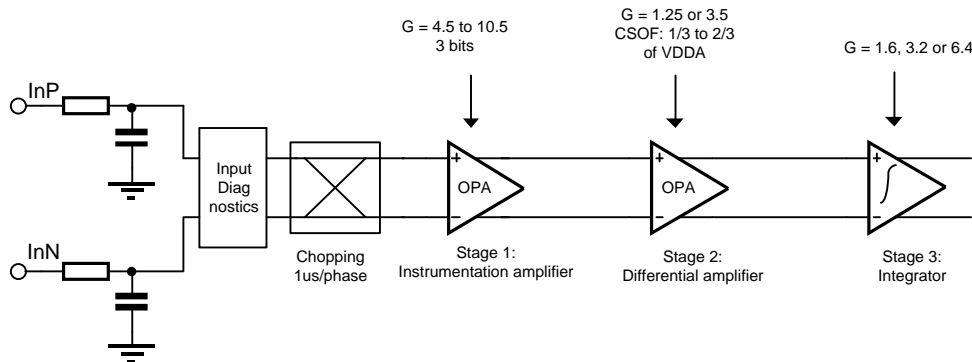 G = 4.5 to 10.5
3 bits
G = 1.25 or 3.5
CSOF: 1/3 to 2/3
of VDDA
G = 1.6, 3.2 or 6.4
InP
InN
Input
Diag
nostics
Chopping
1us/phase
+
OPA
−
Stage 1:
Instrumentation amplifier
+
OPA
−
Stage 2:
Differential amplifier
+
∫
−
Stage 3:
Integrator